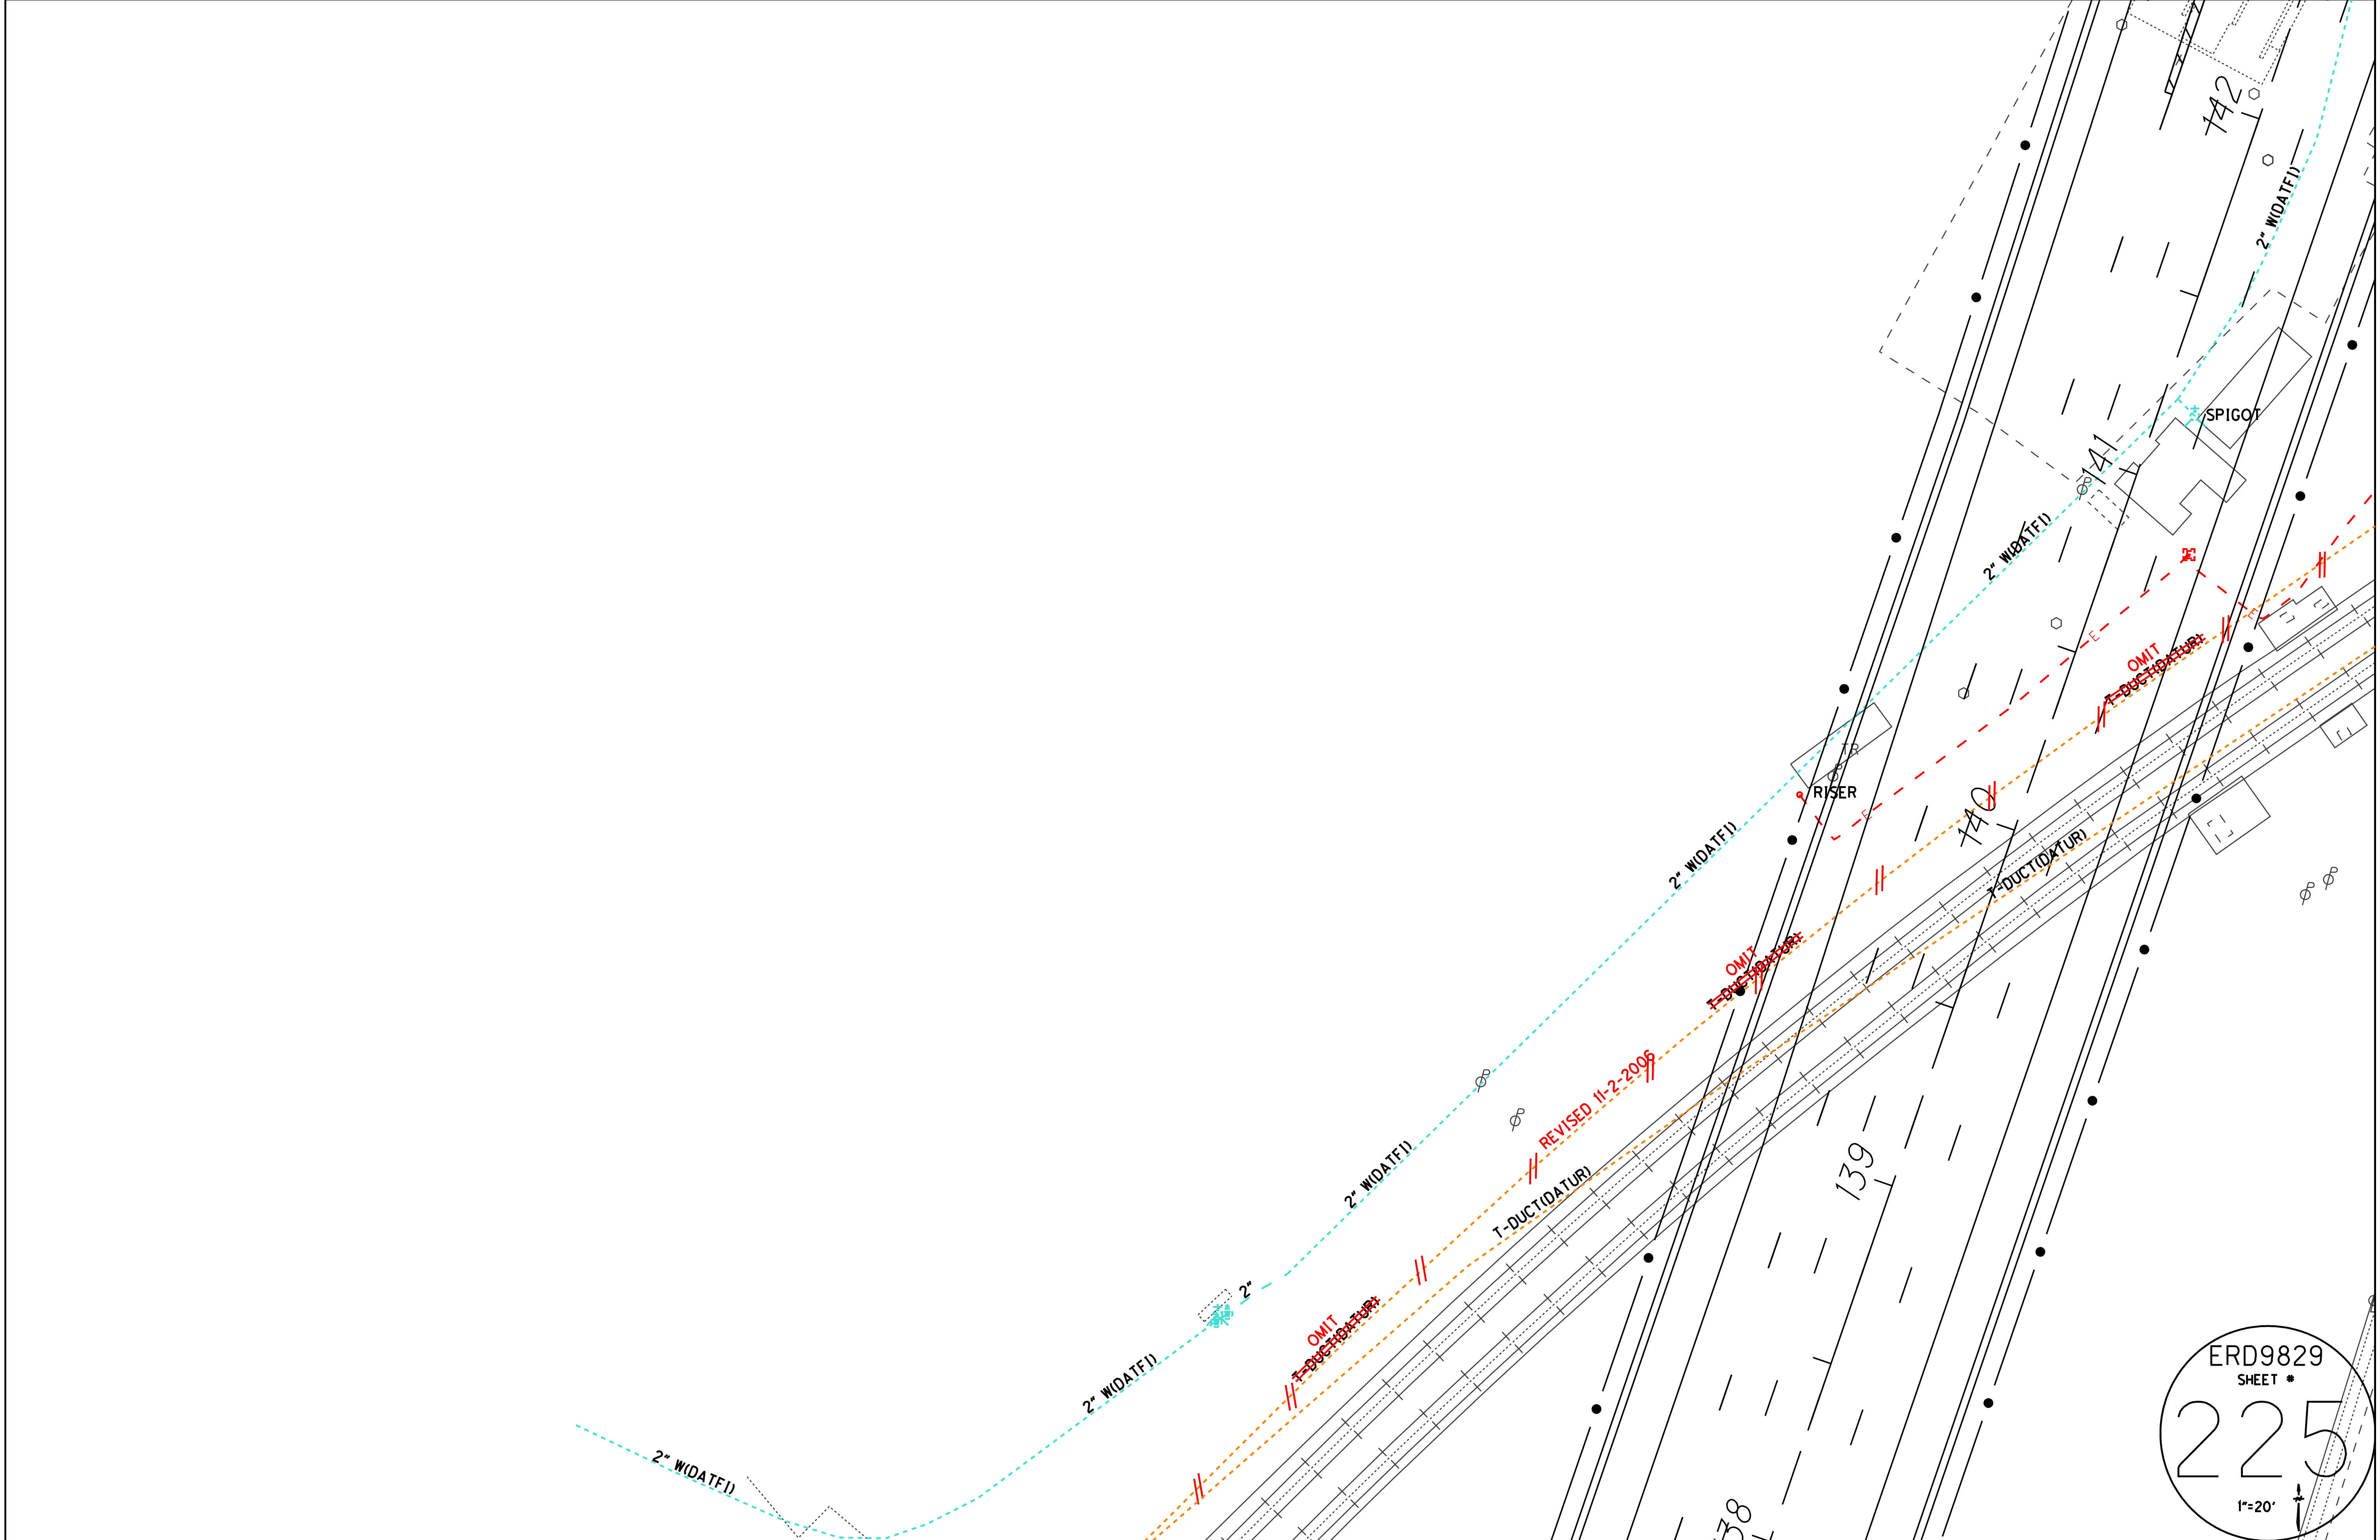 142
2" W(DATFI)
SPIGOT
141
2" W(DATFI)
E
E
OMIT
T-DUCT(DATUR)
TR
RISER
E
140
2" W(DATFI)
T-DUCT(DATUR)
OMIT
T-DUCT(DATUR)
REVISED 11-2-2006
2" W(DATFI)
139
T-DUCT(DATUR)
2"
OMIT
T-DUCT(DATUR)
2" W(DATFI)
2" W(DATFI)
38
ERD9829
SHEET #
225
1"=20'